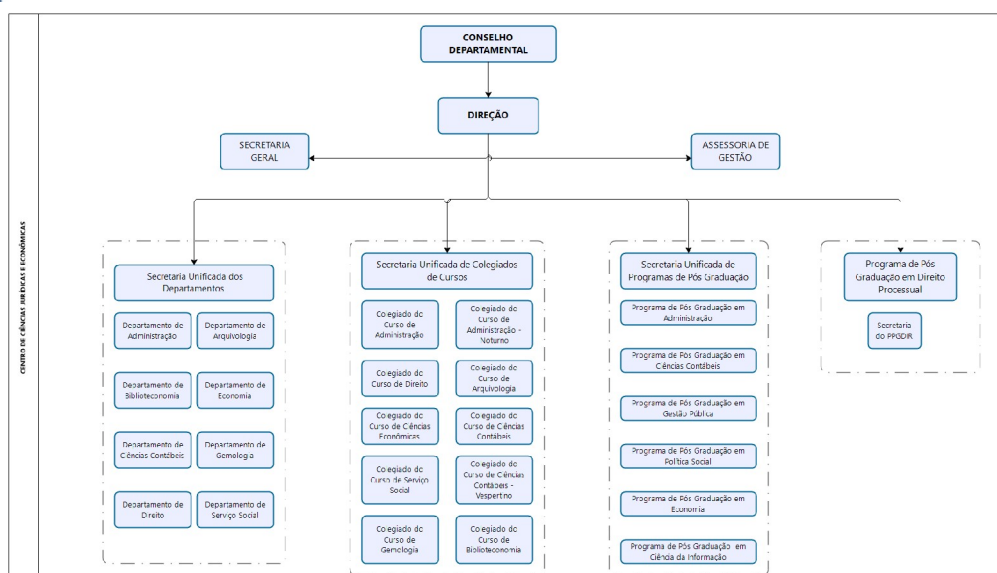 CENTRO DE CIÊNCIAS JURÍDICAS E ECONÔMICAS
CONSELHO
DEPARTAMENTAL
DIREÇÃO
SECRETARIA
GERAL
ASSESSORIA DE
GESTÃO
Secretaria Unificada dos
Departamentos
Departamento de
Administração
Departamento de
Arquivologia
Departamento de
Biblioteconomia
Departamento de
Economia
Departamento de
Ciências Contábeis
Departamento de
Gemologia
Departamento de
Direito
Departamento de
Serviço Social
Secretaria Unificada de Colegiados
de Cursos
Colegiado do
Curso de
Administração
Colegiado do
Curso de
Administração -
Noturno
Colegiado do
Curso de Direito
Colegiado do
Curso de
Arquivologia
Colegiado do
Curso de Ciências
Econômicas
Colegiado do
Curso de Ciências
Contábeis
Colegiado do
Curso de Serviço
Social
Colegiado do
Curso de Ciências
Contábeis -
Vespertino
Colegiado do
Curso de
Gemologia
Colegiado do
Curso de
Biblioteconomia
Secretaria Unificada de
Programas de Pós Graduação
Programa de Pós Graduação em
Administração
Programa de Pós Graduação em
Ciências Contábeis
Programa de Pós Graduação em
Gestão Pública
Programa de Pós Graduação em
Política Social
Programa de Pós Graduação em
Economia
Programa de Pós Graduação em
Ciência da Informação
Programa de Pós
Graduação em Direito
Processual
Secretaria
do PPGDIR